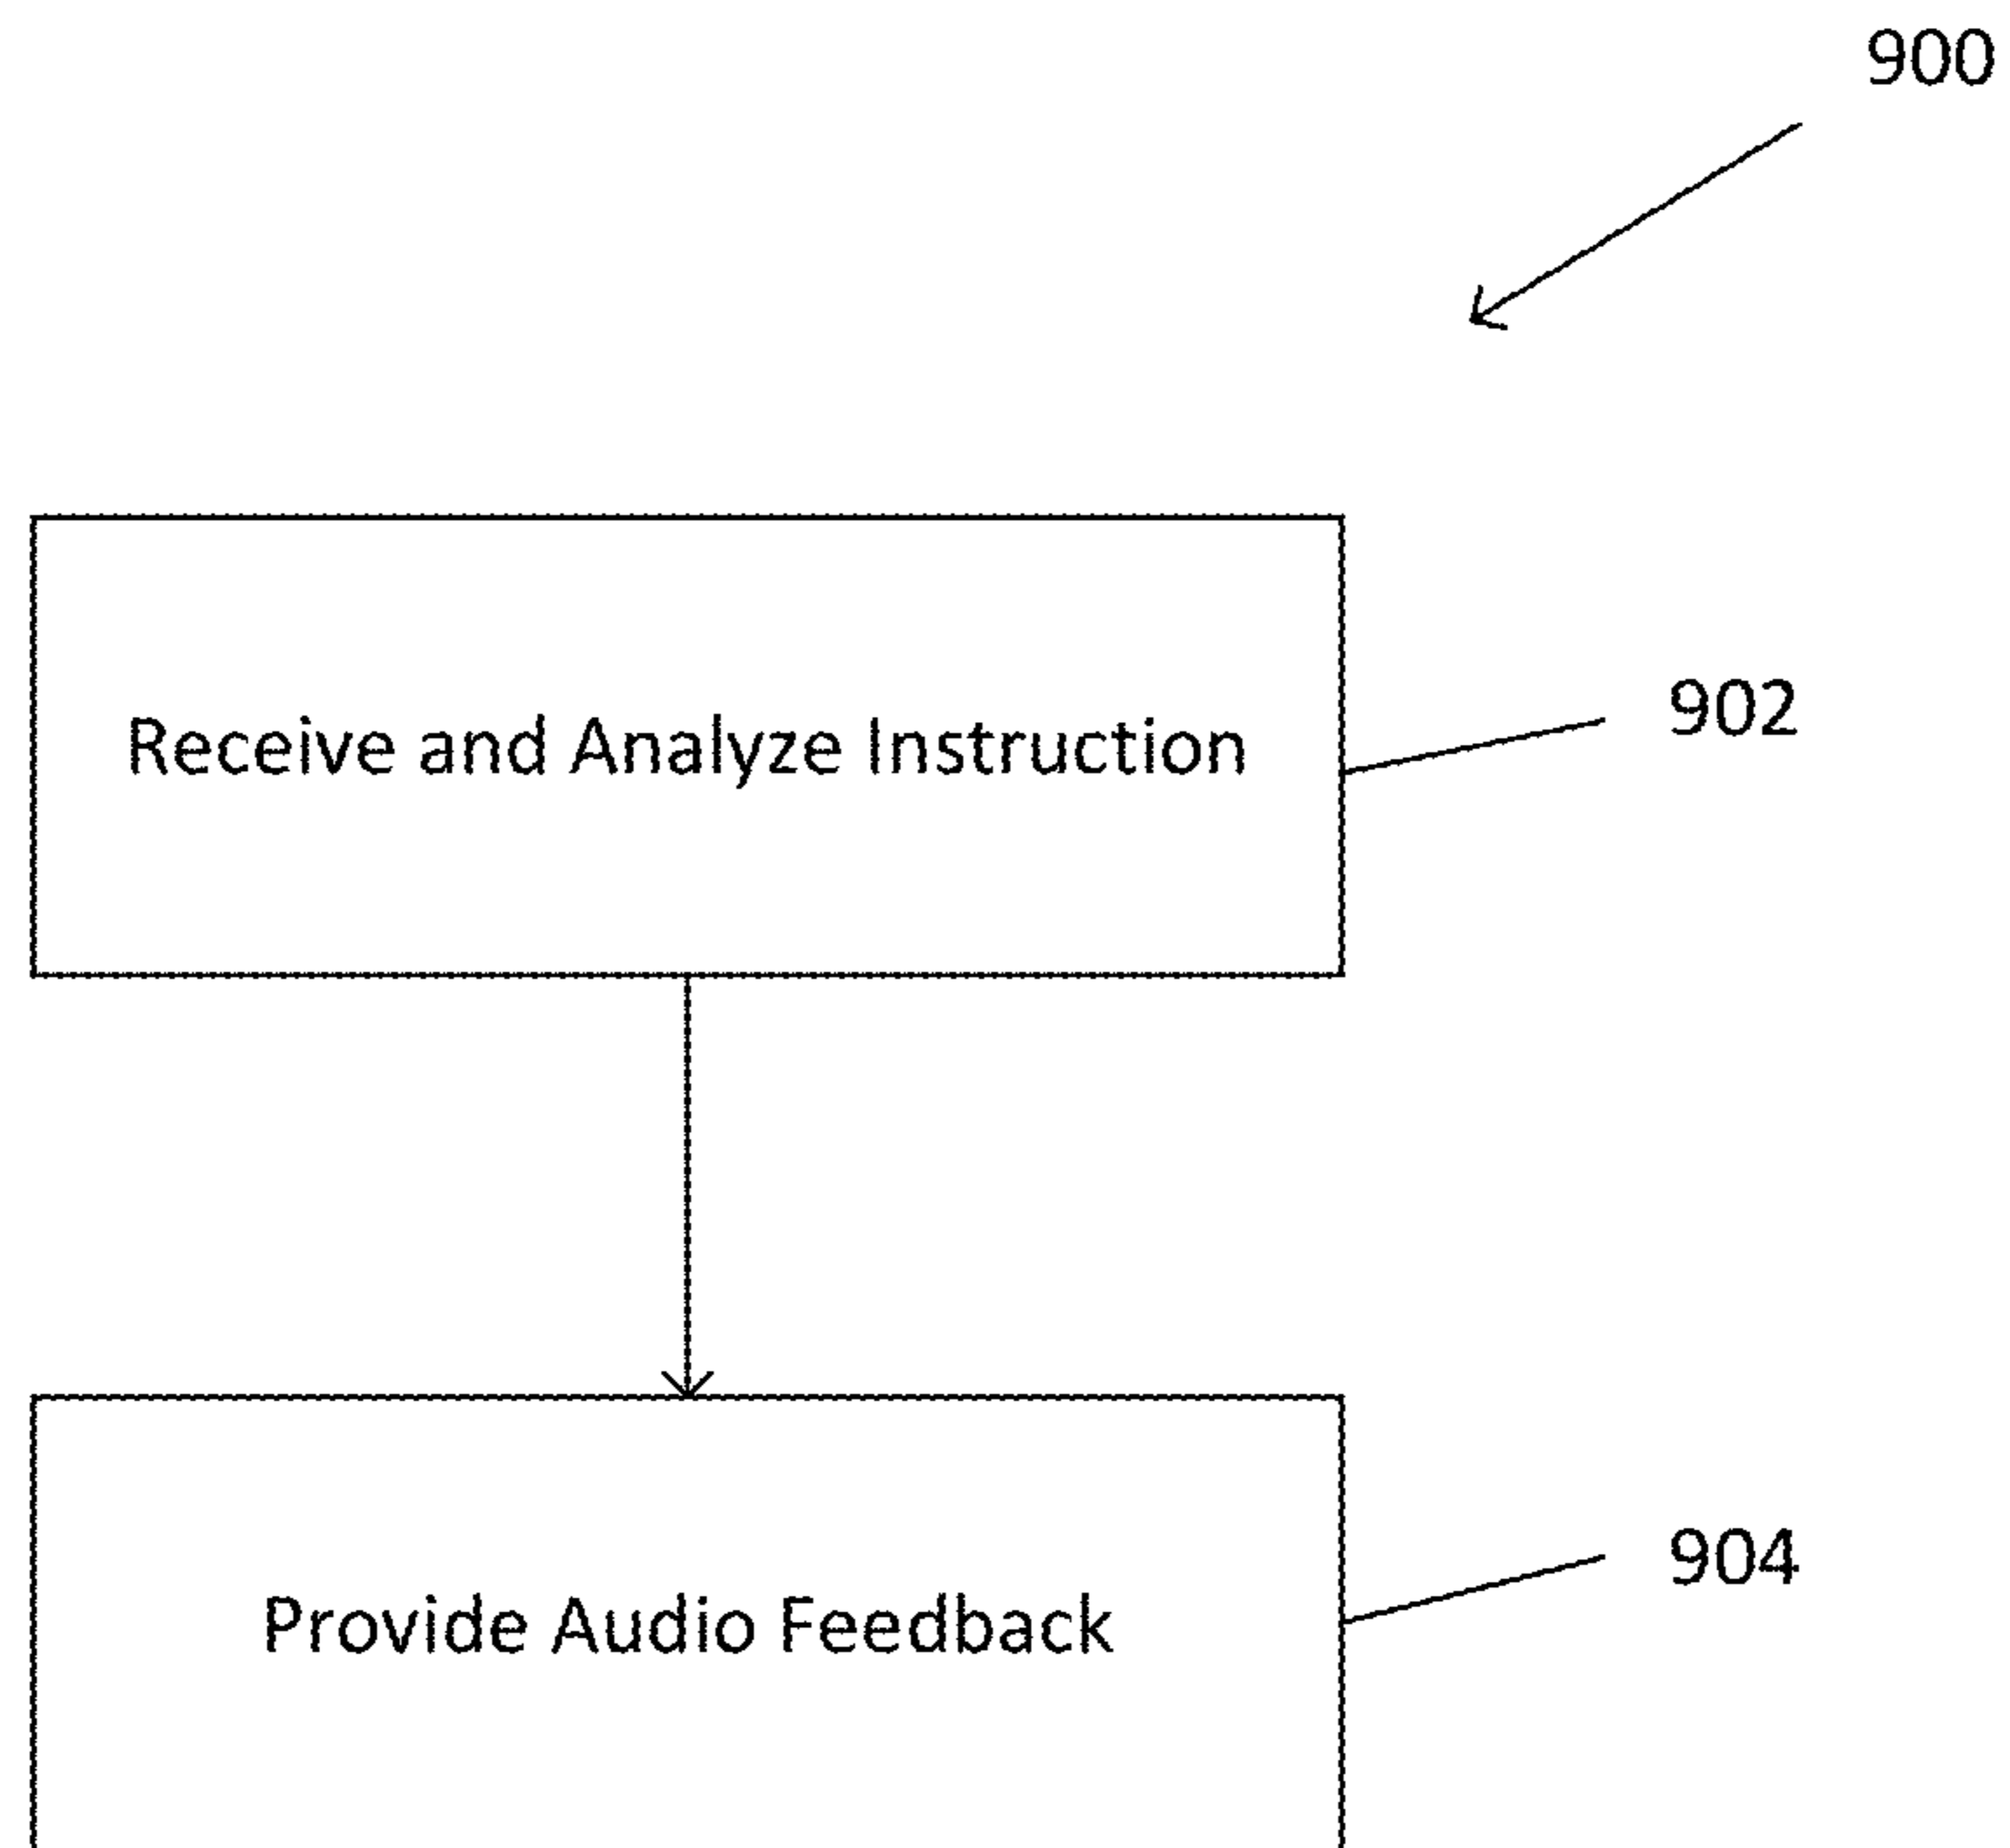 900
Receive and Analyze Instruction
902
Provide Audio Feedback
904